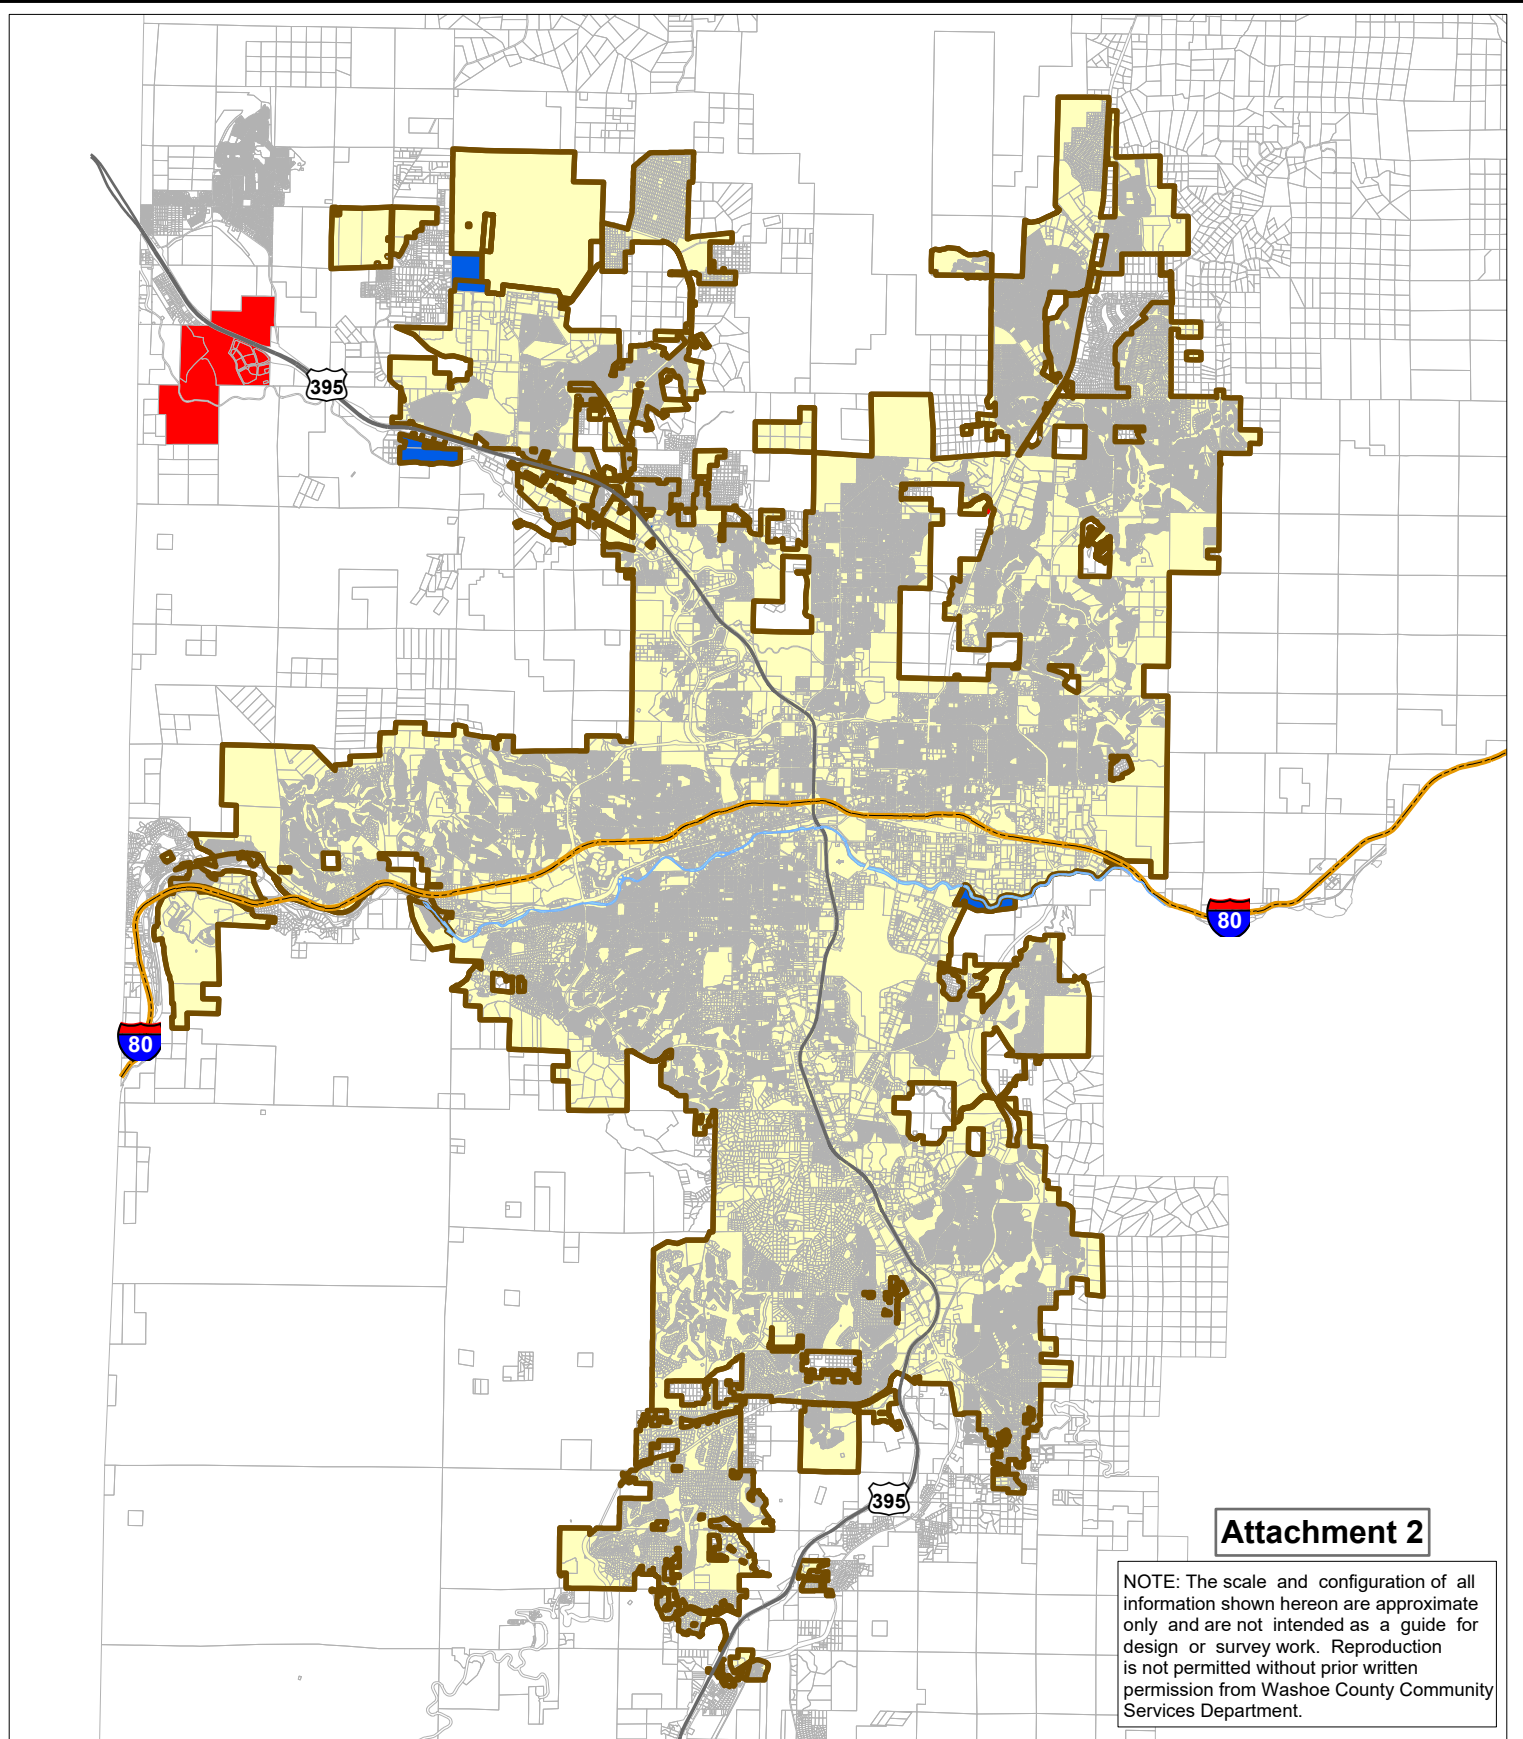 395
80
80
395
Attachment 2
NOTE: The scale and configuration of all
information shown hereon are approximate
only and are not intended as a guide for
design or survey work. Reproduction
is not permitted without prior written
permission from Washoe County Community
Services Department.